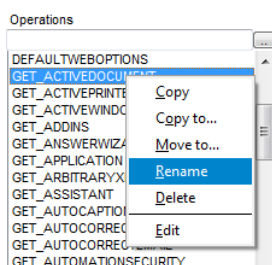 Operations
...
DEFAULTWEBOPTIONS
GET_ACTIVEDOCUMENT
GET_ACTIVEPRINTE
GET_ACTIVEWINDO
GET_ADDINS
GET_ANSWERWIZA
GET_APPLICATION
GET_ARBITRARYX
GET_ASSISTANT
GET_AUTOCAPTIO
GET_AUTOCORREC
GET_AUTOCORREC
GET_AUTOMATIONSECURITY
Copy
Copy to...
Move to...
Rename
Delete
Edit